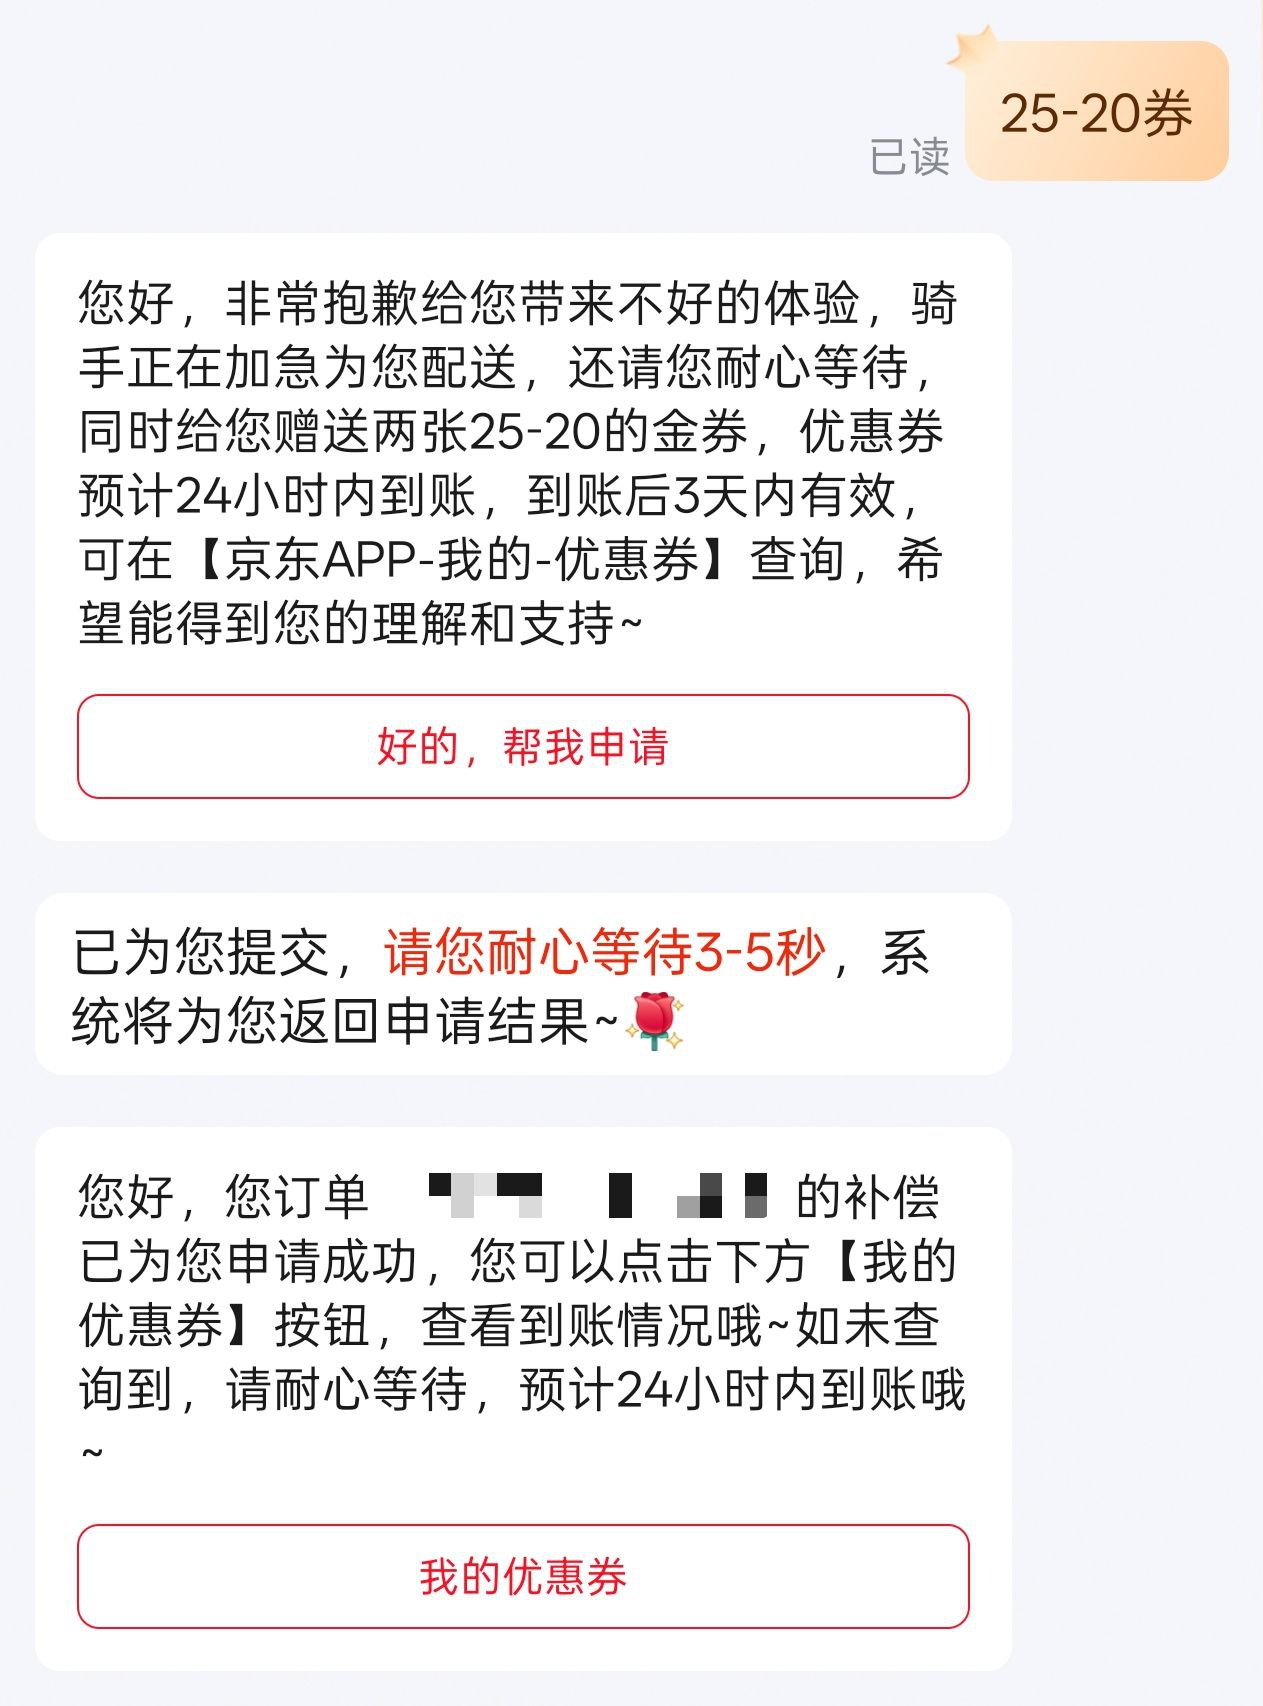 25-20券
已读
您好，非常抱歉给您带来不好的体验，骑
手正在加急为您配送，还请您耐心等待，
同时给您赠送两张25-20的金券，优惠券
预计24小时内到账，到账后3天内有效，
可在【京东APP-我的-优惠券】查询，希
望能得到您的理解和支持~
好的，帮我申请
已为您提交，请您耐心等待3-5秒，系
统将为您返回申请结果~
您好，您订单 的补偿
已为您申请成功，您可以点击下方【我的
优惠券】按钮，查看到账情况哦~如未查
询到，请耐心等待，预计24小时内到账哦
~
我的优惠券